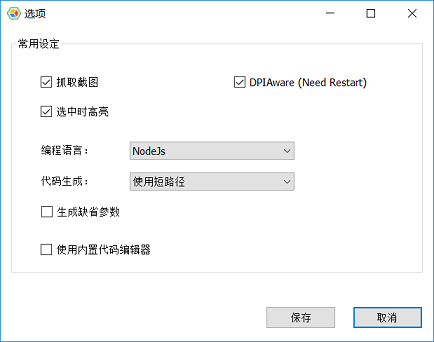 选项
常用设定
抓取截图
DPIAware (Need Restart)
选中时高亮
编程语言：
NodeJs
代码生成：
使用短路径
生成缺省参数
使用内置代码编辑器
保存
取消